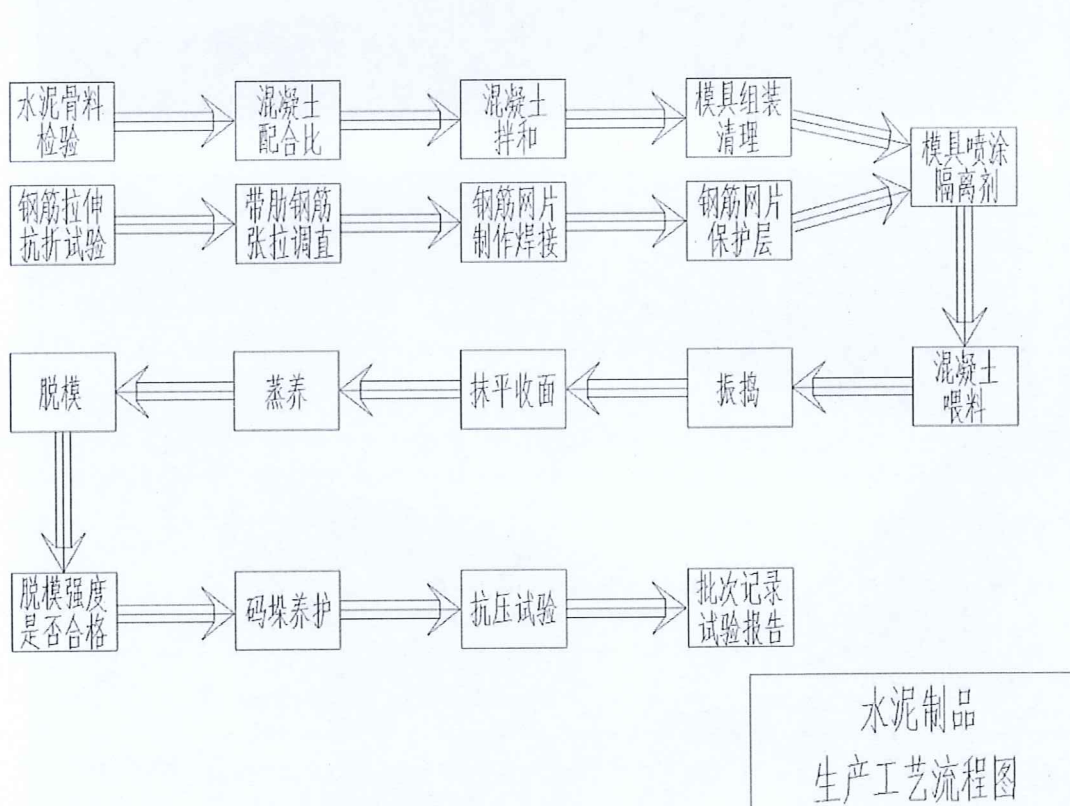 水泥骨料
检验
混凝土
配合比
混凝土
拌和
模具组装
清理
模具喷涂
隔离剂
钢筋拉伸
抗折试验
带肋钢筋
张拉调直
钢筋网片
制作焊接
钢筋网片
保护层
脱模
蒸养
抹平收面
振捣
混凝土
喂料
脱模强度
是否合格
码垛养护
抗压试验
批次记录
试验报告
水泥制品
生产工艺流程图